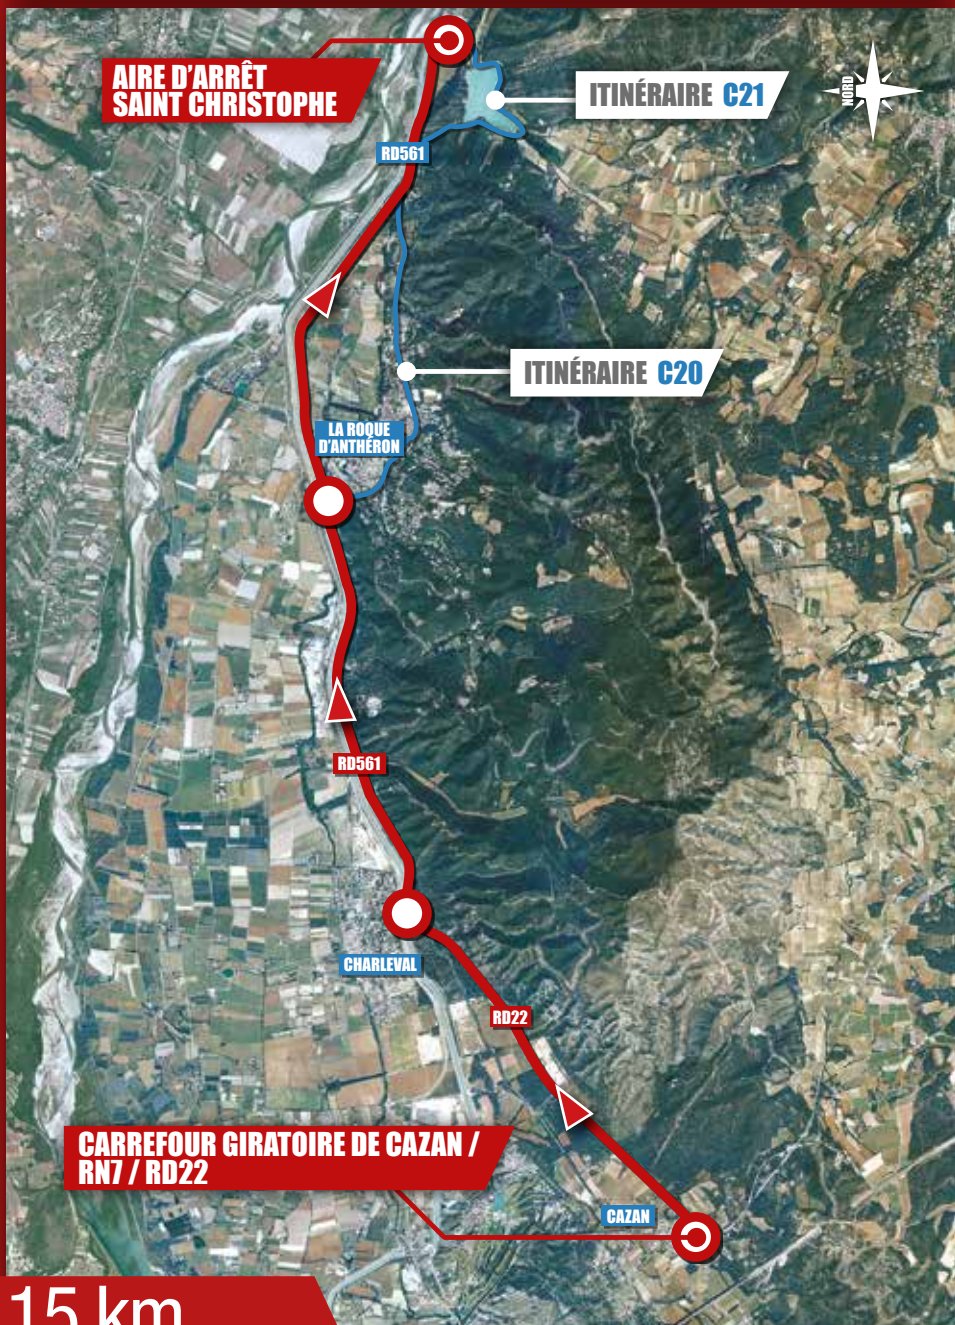 AIRE D'ARRÊT
SAINT CHRISTOPHE
ITINÉRAIRE C21
NORD
RD561
ITINÉRAIRE C20
LA ROQUE
D'ANTHÉRON
RD561
CHARLEVAL
RD22
CARREFOUR GIRATOIRE DE CAZAN /
RN7 / RD22
CAZAN
15 km